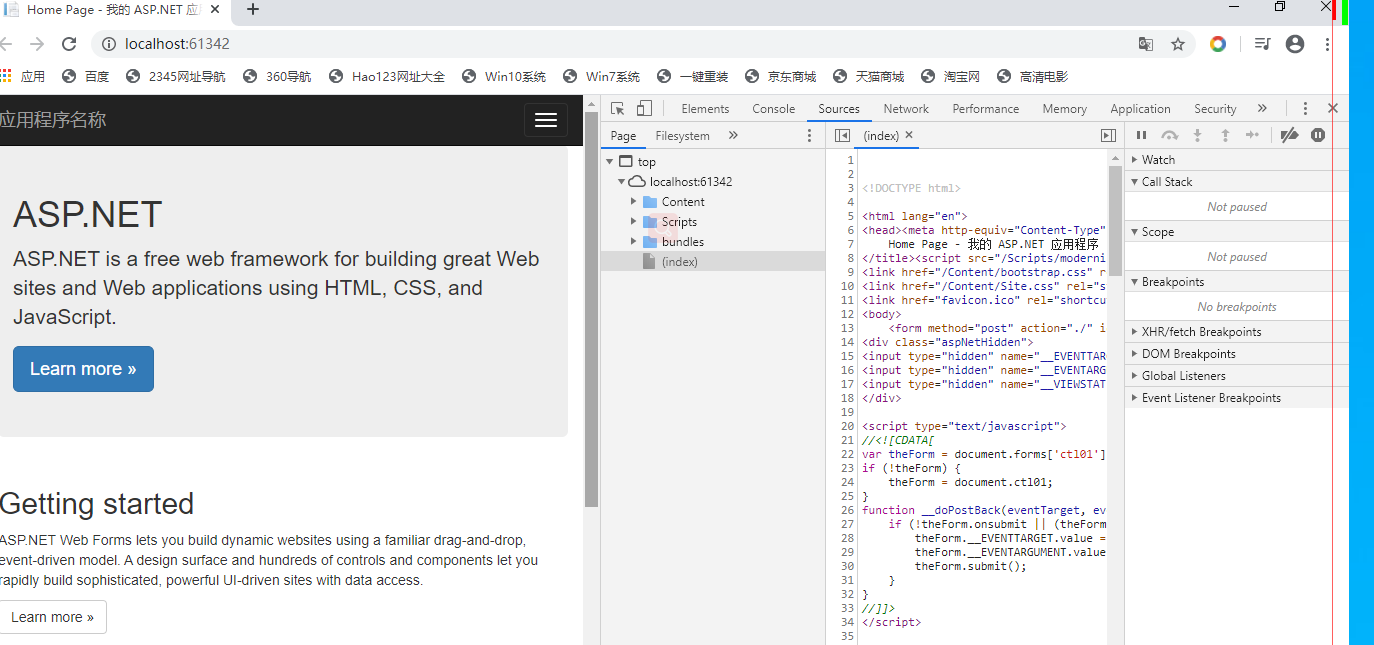 Home Page - 我的 ASP.NET 应
localhost:61342
应用 百度 2345网址导航 360导航 Hao123网址大全 Win10系统 Win7系统 一键重装 京东商城 天猫商城 淘宝网 高清电影
应用程序名称
ASP.NET
ASP.NET is a free web framework for building great Web
sites and Web applications using HTML, CSS, and
JavaScript.
Learn more »
Getting started
ASP.NET Web Forms lets you build dynamic websites using a familiar drag-and-drop,
event-driven model. A design surface and hundreds of controls and components let you
rapidly build sophisticated, powerful UI-driven sites with data access.
Learn more »
Elements Console Sources Network Performance Memory Application Security »
Page Filesystem »
top
localhost:61342
Content
Scripts
bundles
(index)
(index) ×
1
2
3 <!DOCTYPE html>
4
5 <html lang="en">
6 <head><meta http-equiv="Content-Type"
7 Home Page - 我的 ASP.NET 应用程序
8 </title><script src="/Scripts/moderni
9 <link href="/Content/bootstrap.css" r
10 <link href="/Content/Site.css" rel="s
11 <link href="favicon.ico" rel="shortcu
12 <body>
13 <form method="post" action="./" i
14 <div class="aspNetHidden">
15 <input type="hidden" name="__EVENTTAR
16 <input type="hidden" name="__EVENTARG
17 <input type="hidden" name="__VIEWSTAT
18 </div>
19
20 <script type="text/javascript">
21 //<![CDATA[
22 var theForm = document.forms['ctl01']
23 if (!theForm) {
24 theForm = document.ctl01;
25 }
26 function __doPostBack(eventTarget, ev
27 if (!theForm.onsubmit || (theForm
28 theForm.__EVENTTARGET.value =
29 theForm.__EVENTARGUMENT.value
30 theForm.submit();
31 }
32 }
33 //]]>
34 </script>
35
Watch
Call Stack
Not paused
Scope
Not paused
Breakpoints
No breakpoints
XHR/fetch Breakpoints
DOM Breakpoints
Global Listeners
Event Listener Breakpoints